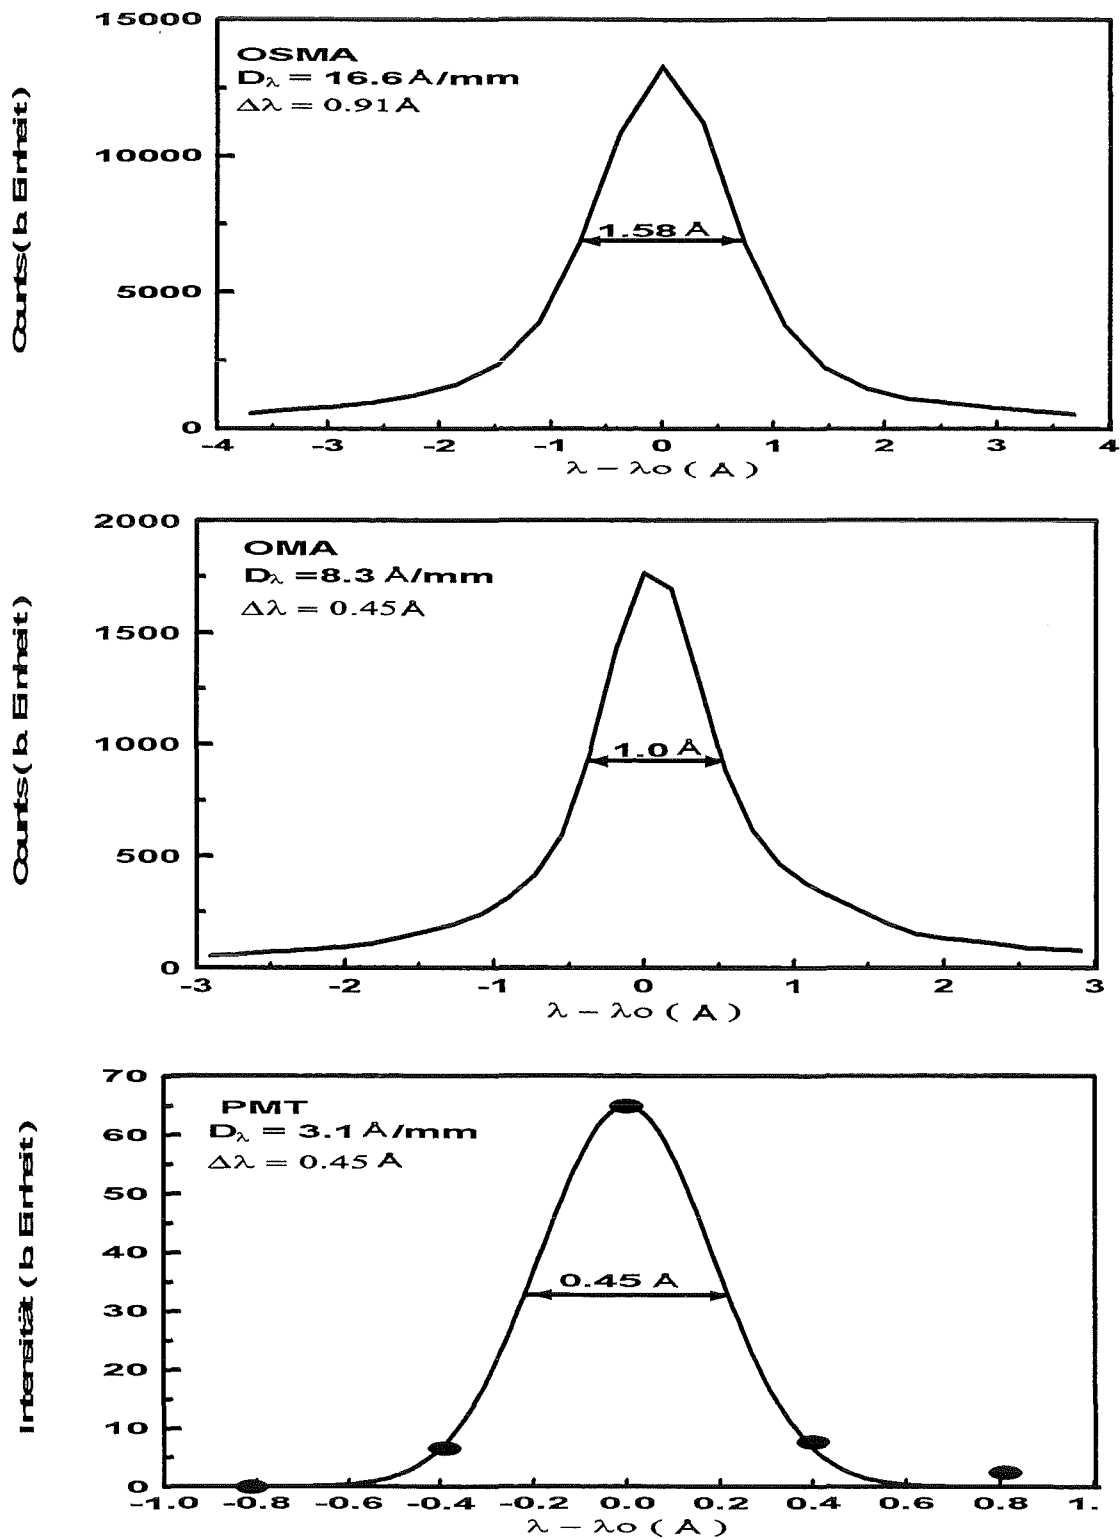 15000
10000
5000
0
Counts(b. Einheit)
OSMA
Dλ = 16.6 Å/mm
Δλ = 0.91 Å
1.58 Å
-4 -3 -2 -1 0 1 2 3 4
λ – λo ( Å )
2000
1500
1000
500
0
Counts(b. Einheit)
OMA
Dλ =8.3 Å/mm
Δλ = 0.45 Å
1.0 Å
-3 -2 -1 0 1 2 3
λ – λo ( Å )
70
60
50
40
30
20
10
0
Intensität (b. Einheit)
PMT
Dλ = 3.1 Å/mm
Δλ = 0.45 Å
0.45 Å
-1.0 -0.8 -0.6 -0.4 -0.2 0.0 0.2 0.4 0.6 0.8 1.
λ – λo ( Å )